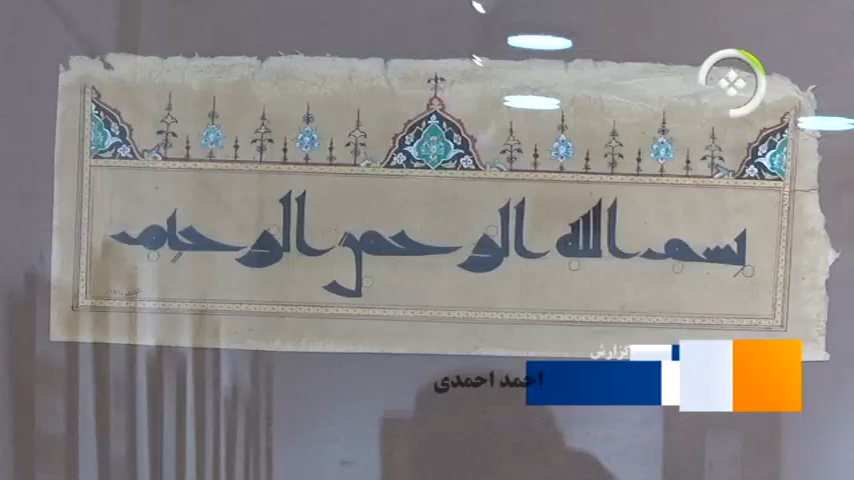 بسم الله الرحمن الرحیم
گزارش
احمد احمدی